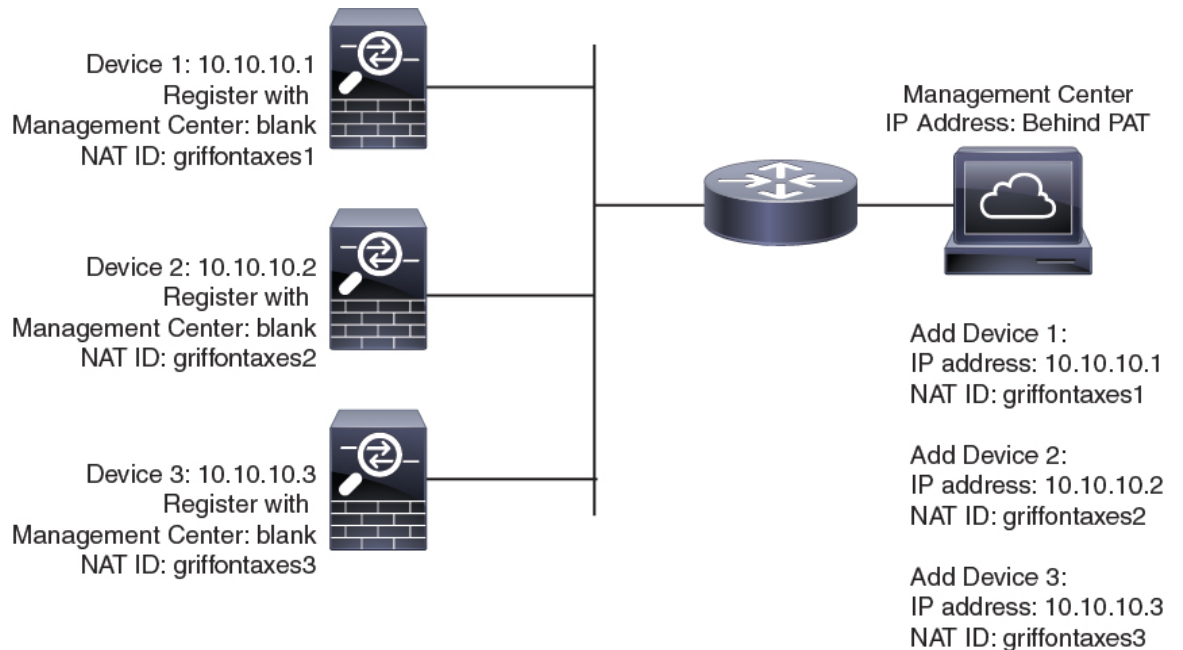 Device 1: 10.10.10.1
Register with
Management Center: blank
NAT ID: griffontaxes1
Device 2: 10.10.10.2
Register with
Management Center: blank
NAT ID: griffontaxes2
Device 3: 10.10.10.3
Register with
Management Center: blank
NAT ID: griffontaxes3
Management Center
IP Address: Behind PAT
Add Device 1:
IP address: 10.10.10.1
NAT ID: griffontaxes1
Add Device 2:
IP address: 10.10.10.2
NAT ID: griffontaxes2
Add Device 3:
IP address: 10.10.10.3
NAT ID: griffontaxes3